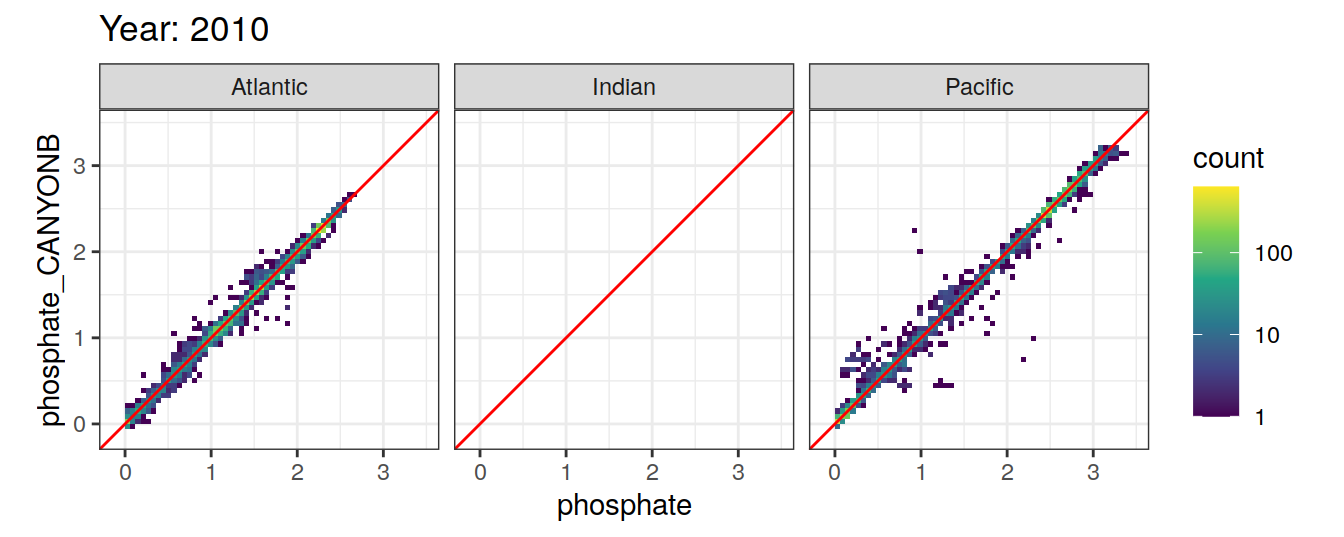 Year: 2010
Atlantic
Indian
Pacific
phosphate_CANYONB
3
2
1
0
0 1 2 3
0 1 2 3
0 1 2 3
phosphate
count
100
10
1